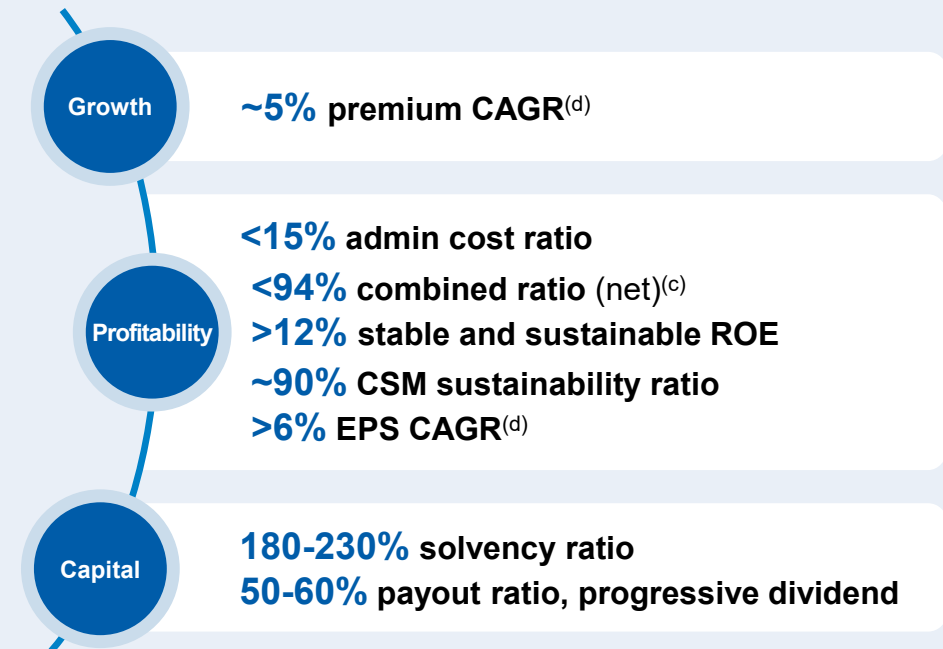 Growth
~5% premium CAGR(d)
Profitability
<15% admin cost ratio
<94% combined ratio (net)(c)
>12% stable and sustainable ROE
~90% CSM sustainability ratio
>6% EPS CAGR(d)
Capital
180-230% solvency ratio
50-60% payout ratio, progressive dividend